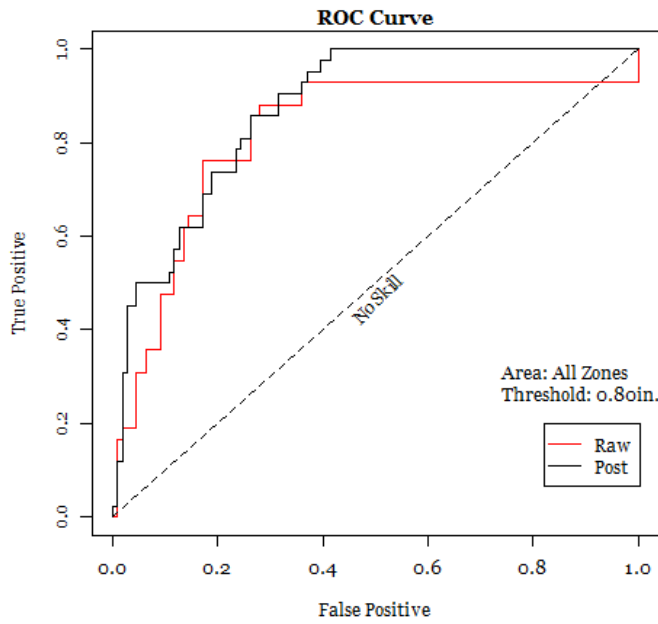 ROC Curve
True Positive
1.0
0.8
0.6
0.4
0.2
0.0
No Skill
Area: All Zones
Threshold: 0.80in.
Raw
Post
0.0 0.2 0.4 0.6 0.8 1.0
False Positive